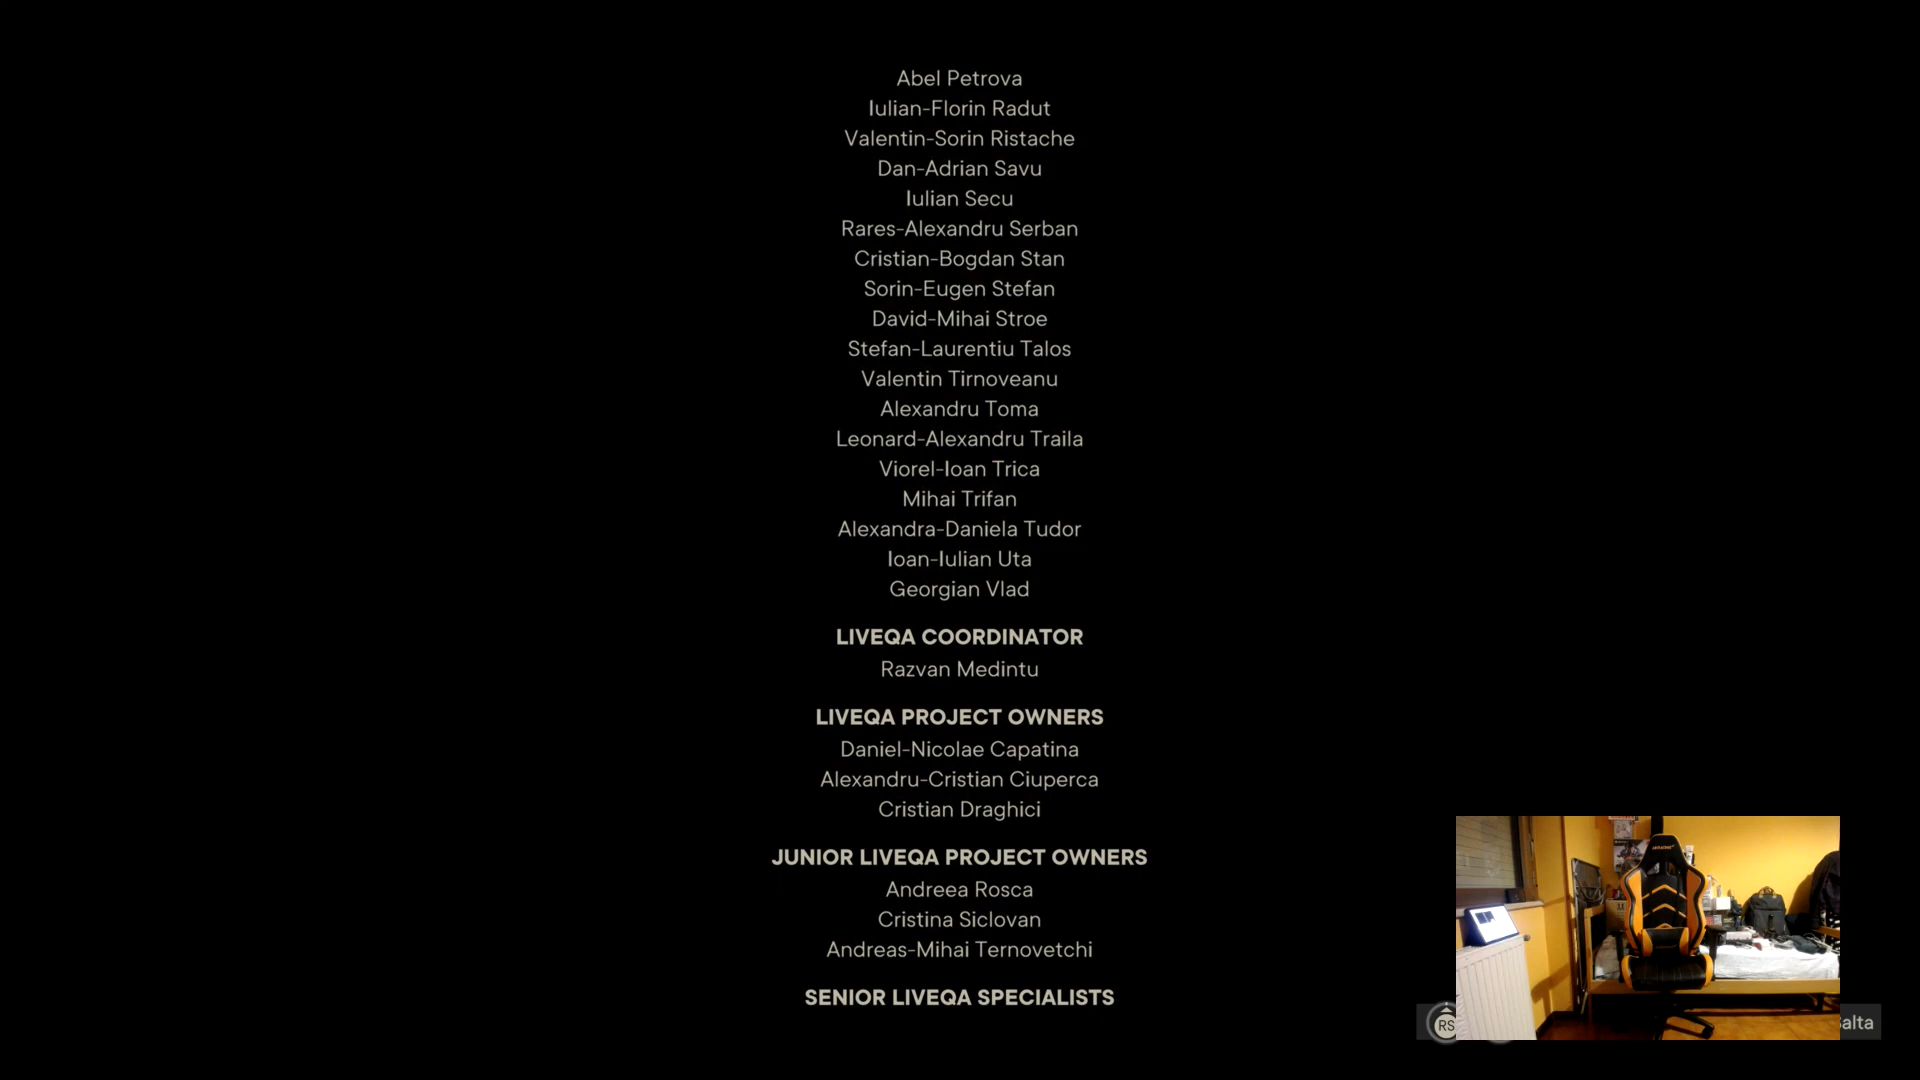 Abel Petrova
Iulian-Florin Radut
Valentin-Sorin Ristache
Dan-Adrian Savu
Iulian Secu
Rares-Alexandru Serban
Cristian-Bogdan Stan
Sorin-Eugen Stefan
David-Mihai Stroe
Stefan-Laurentiu Talos
Valentin Tirnoveanu
Alexandru Toma
Leonard-Alexandru Traila
Viorel-Ioan Trica
Mihai Trifan
Alexandra-Daniela Tudor
Ioan-Iulian Uta
Georgian Vlad
LIVEQA COORDINATOR
Razvan Medintu
LIVEQA PROJECT OWNERS
Daniel-Nicolae Capatina
Alexandru-Cristian Ciuperca
Cristian Draghici
JUNIOR LIVEQA PROJECT OWNERS
Andreea Rosca
Cristina Siclovan
Andreas-Mihai Ternovetchi
SENIOR LIVEQA SPECIALISTS
RS